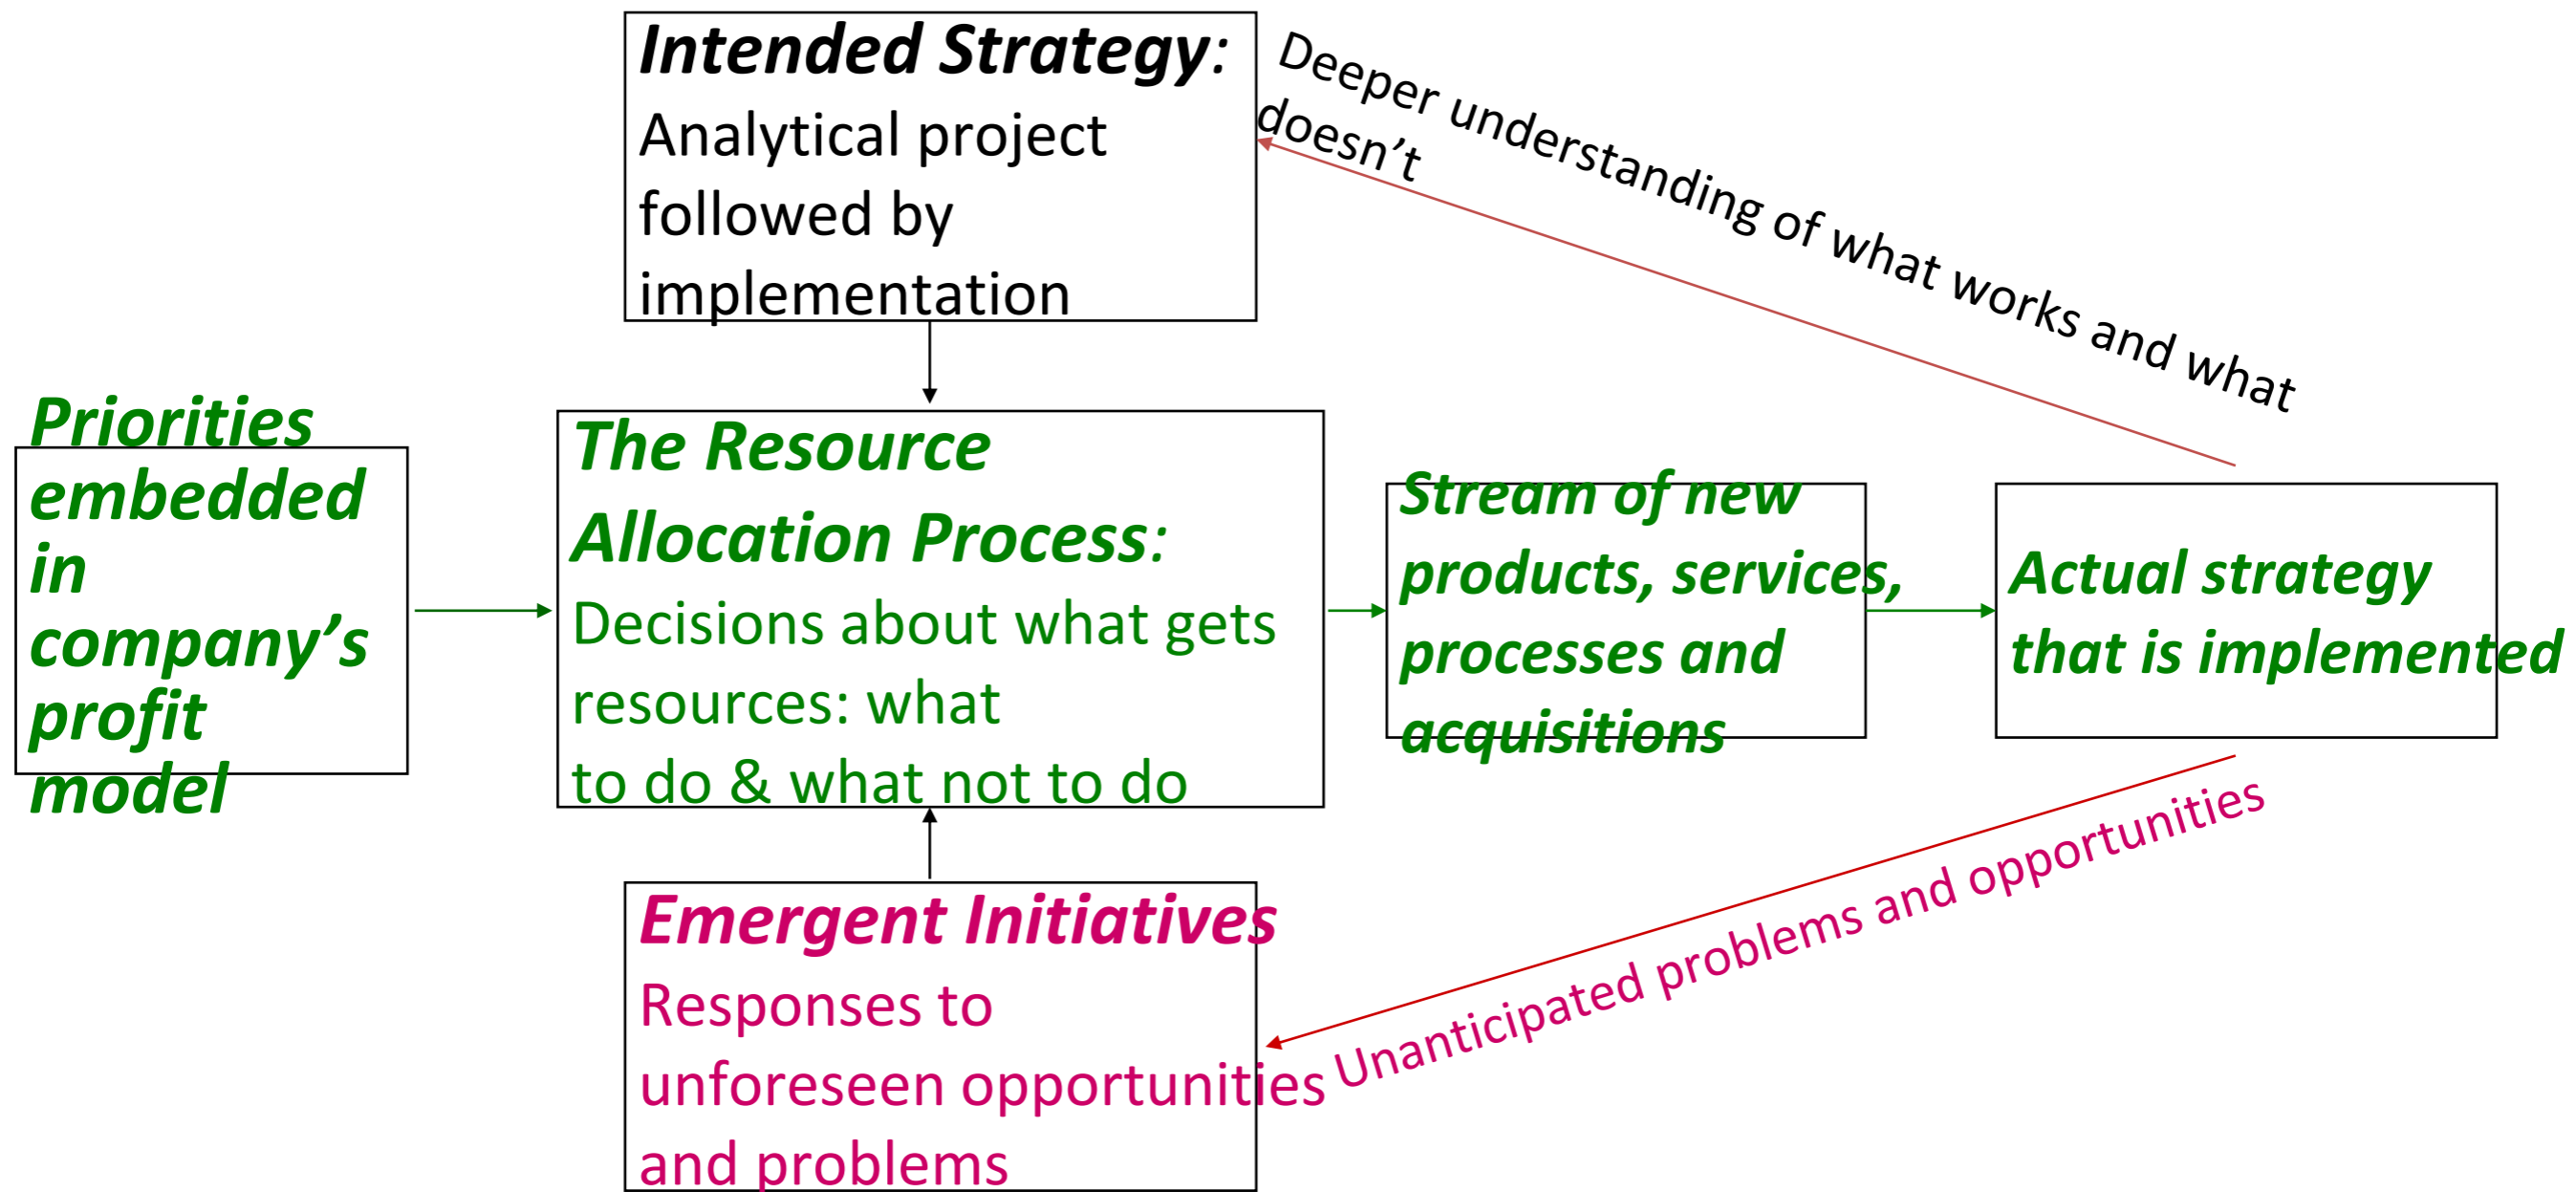 Intended Strategy:
Analytical project
followed by
implementation
Deeper understanding of what works and what
doesn’t
Priorities
embedded
in
company’s
profit
model
The Resource
Allocation Process:
Decisions about what gets
resources: what
to do & what not to do
Stream of new
products, services,
processes and
acquisitions
Actual strategy
that is implemented
Emergent Initiatives
Responses to
unforeseen opportunities
and problems
Unanticipated problems and opportunities